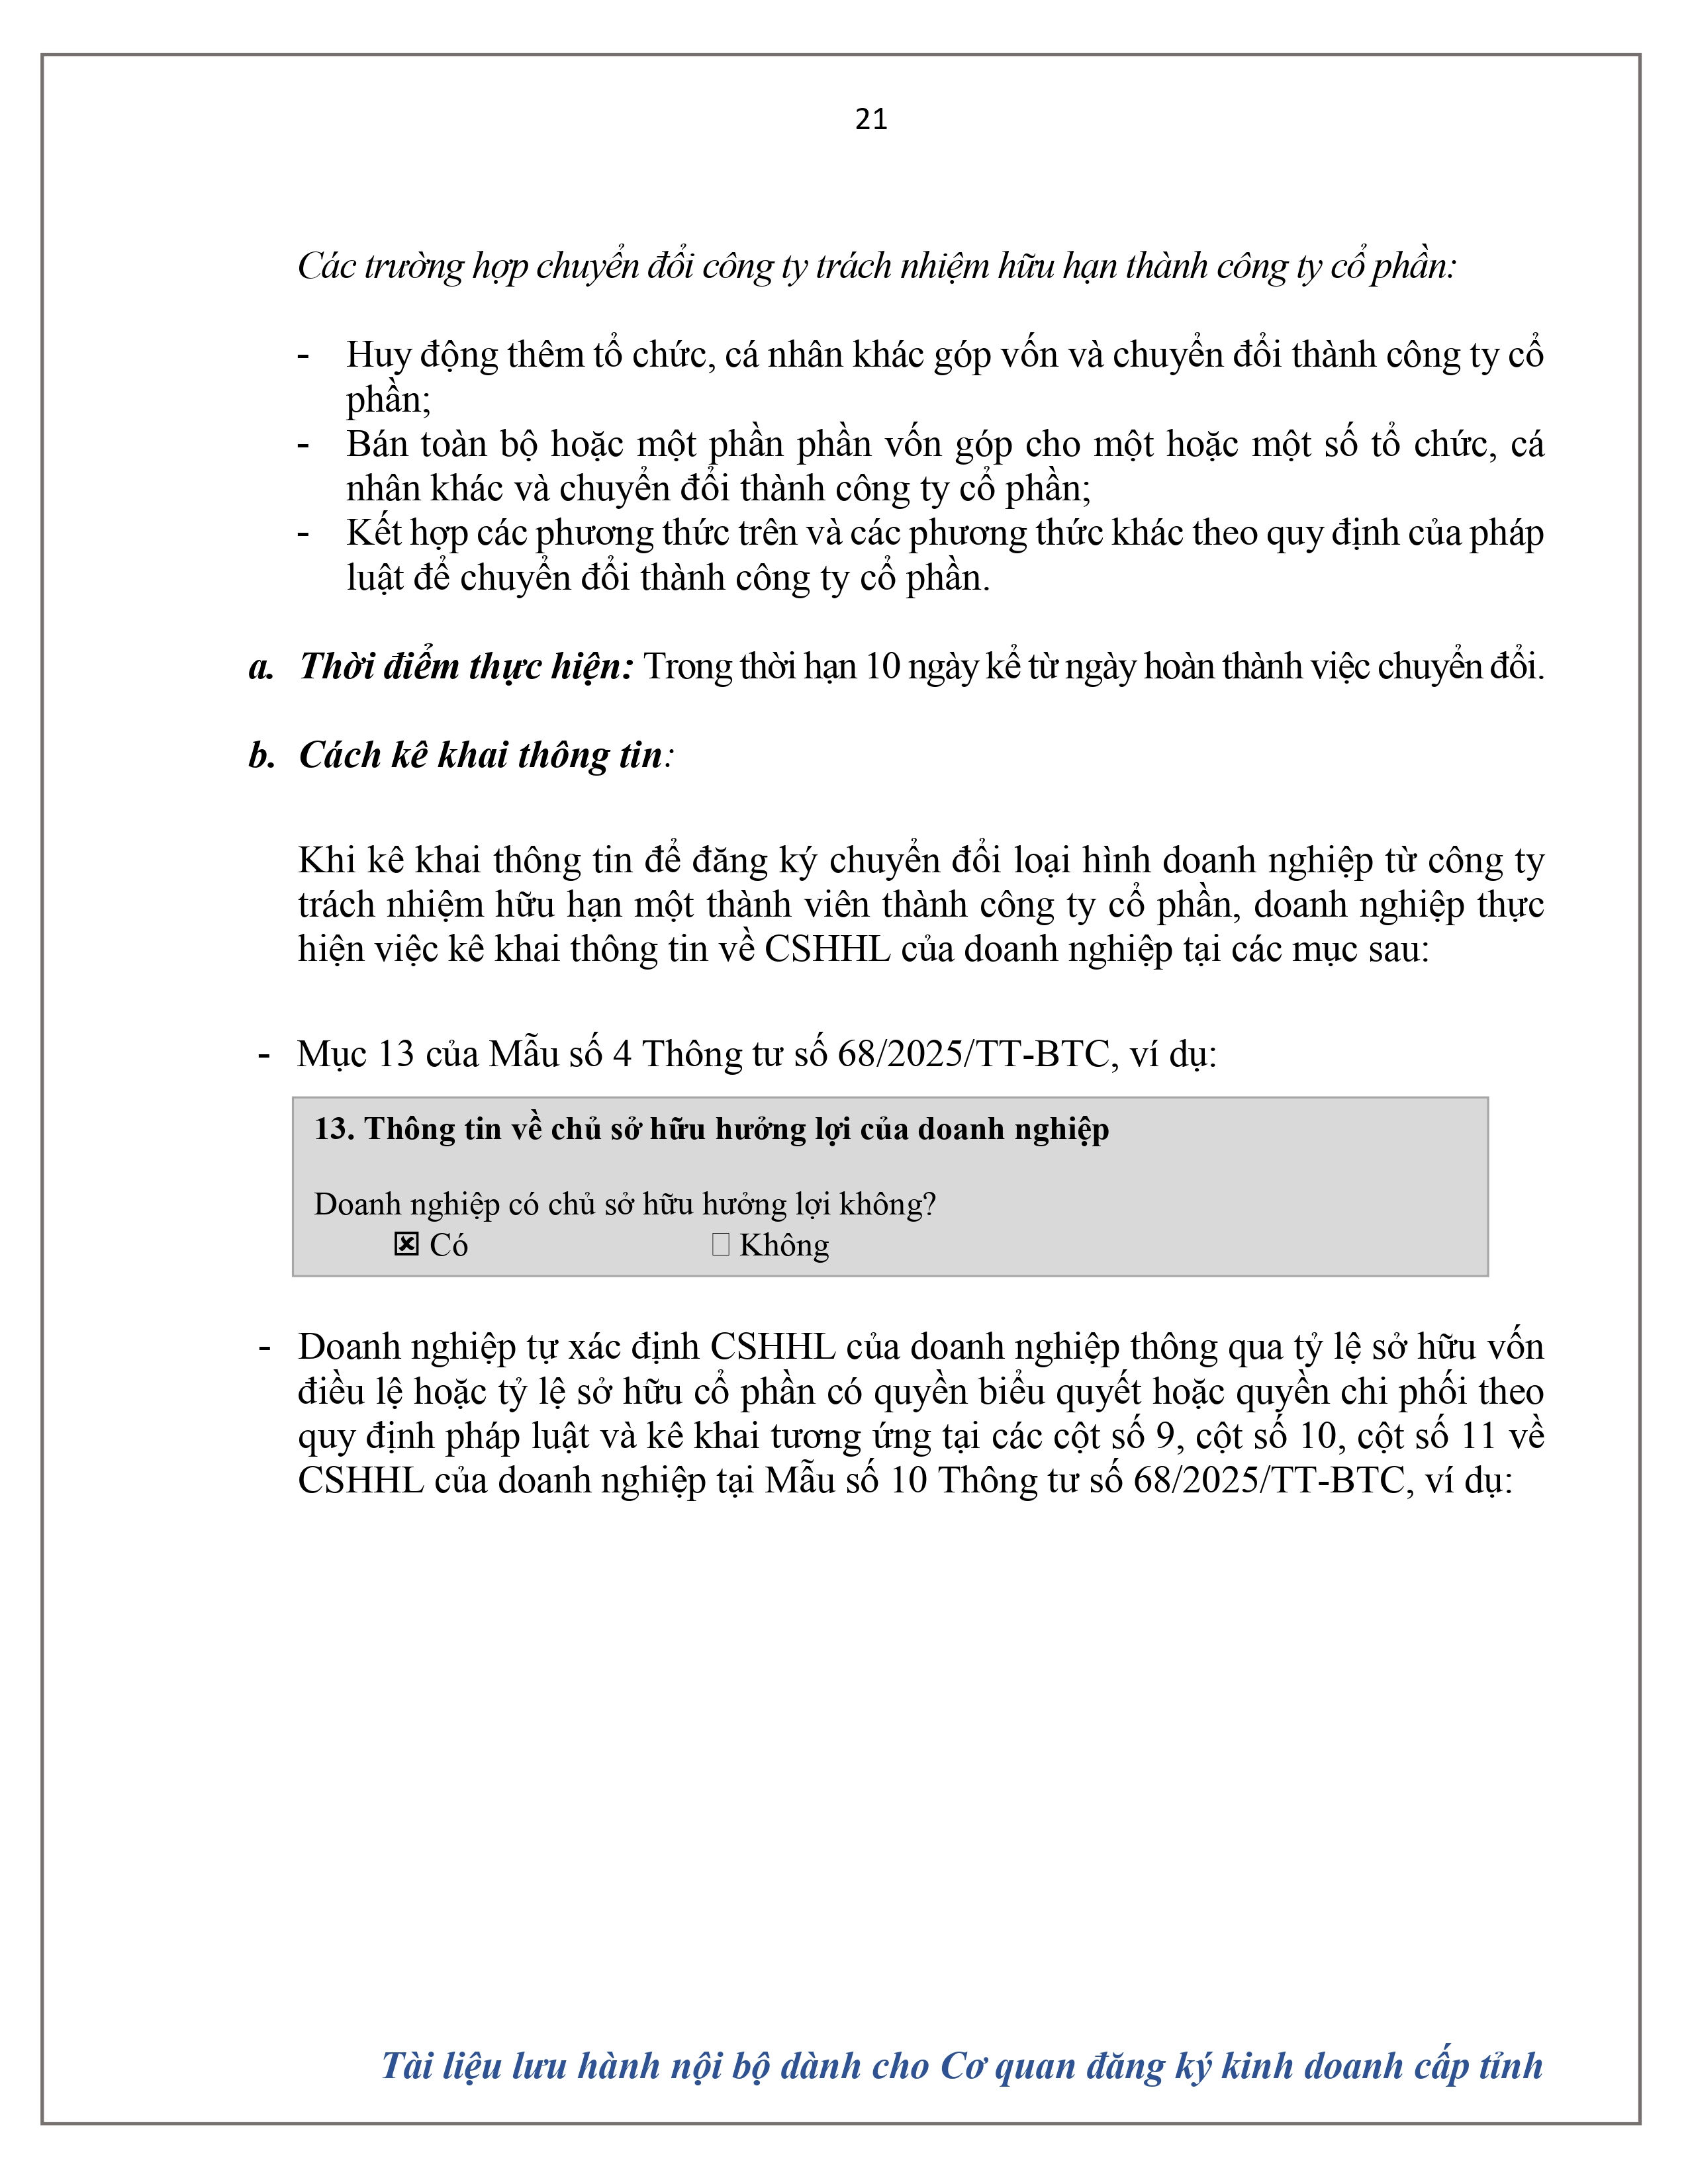 21
Các trường hợp chuyển đổi công ty trách nhiệm hữu hạn thành công ty cổ phần:
- Huy động thêm tổ chức, cá nhân khác góp vốn và chuyển đổi thành công ty cổ
phần;
- Bán toàn bộ hoặc một phần phần vốn góp cho một hoặc một số tổ chức, cá
nhân khác và chuyển đổi thành công ty cổ phần;
- Kết hợp các phương thức trên và các phương thức khác theo quy định của pháp
luật để chuyển đổi thành công ty cổ phần.
a. Thời điểm thực hiện: Trong thời hạn 10 ngày kể từ ngày hoàn thành việc chuyển đổi.
b. Cách kê khai thông tin:
Khi kê khai thông tin để đăng ký chuyển đổi loại hình doanh nghiệp từ công ty
trách nhiệm hữu hạn một thành viên thành công ty cổ phần, doanh nghiệp thực
hiện việc kê khai thông tin về CSHHL của doanh nghiệp tại các mục sau:
- Mục 13 của Mẫu số 4 Thông tư số 68/2025/TT-BTC, ví dụ:
13. Thông tin về chủ sở hữu hưởng lợi của doanh nghiệp
Doanh nghiệp có chủ sở hữu hưởng lợi không?
☒ Có ☐ Không
- Doanh nghiệp tự xác định CSHHL của doanh nghiệp thông qua tỷ lệ sở hữu vốn
điều lệ hoặc tỷ lệ sở hữu cổ phần có quyền biểu quyết hoặc quyền chi phối theo
quy định pháp luật và kê khai tương ứng tại các cột số 9, cột số 10, cột số 11 về
CSHHL của doanh nghiệp tại Mẫu số 10 Thông tư số 68/2025/TT-BTC, ví dụ:
Tài liệu lưu hành nội bộ dành cho Cơ quan đăng ký kinh doanh cấp tỉnh